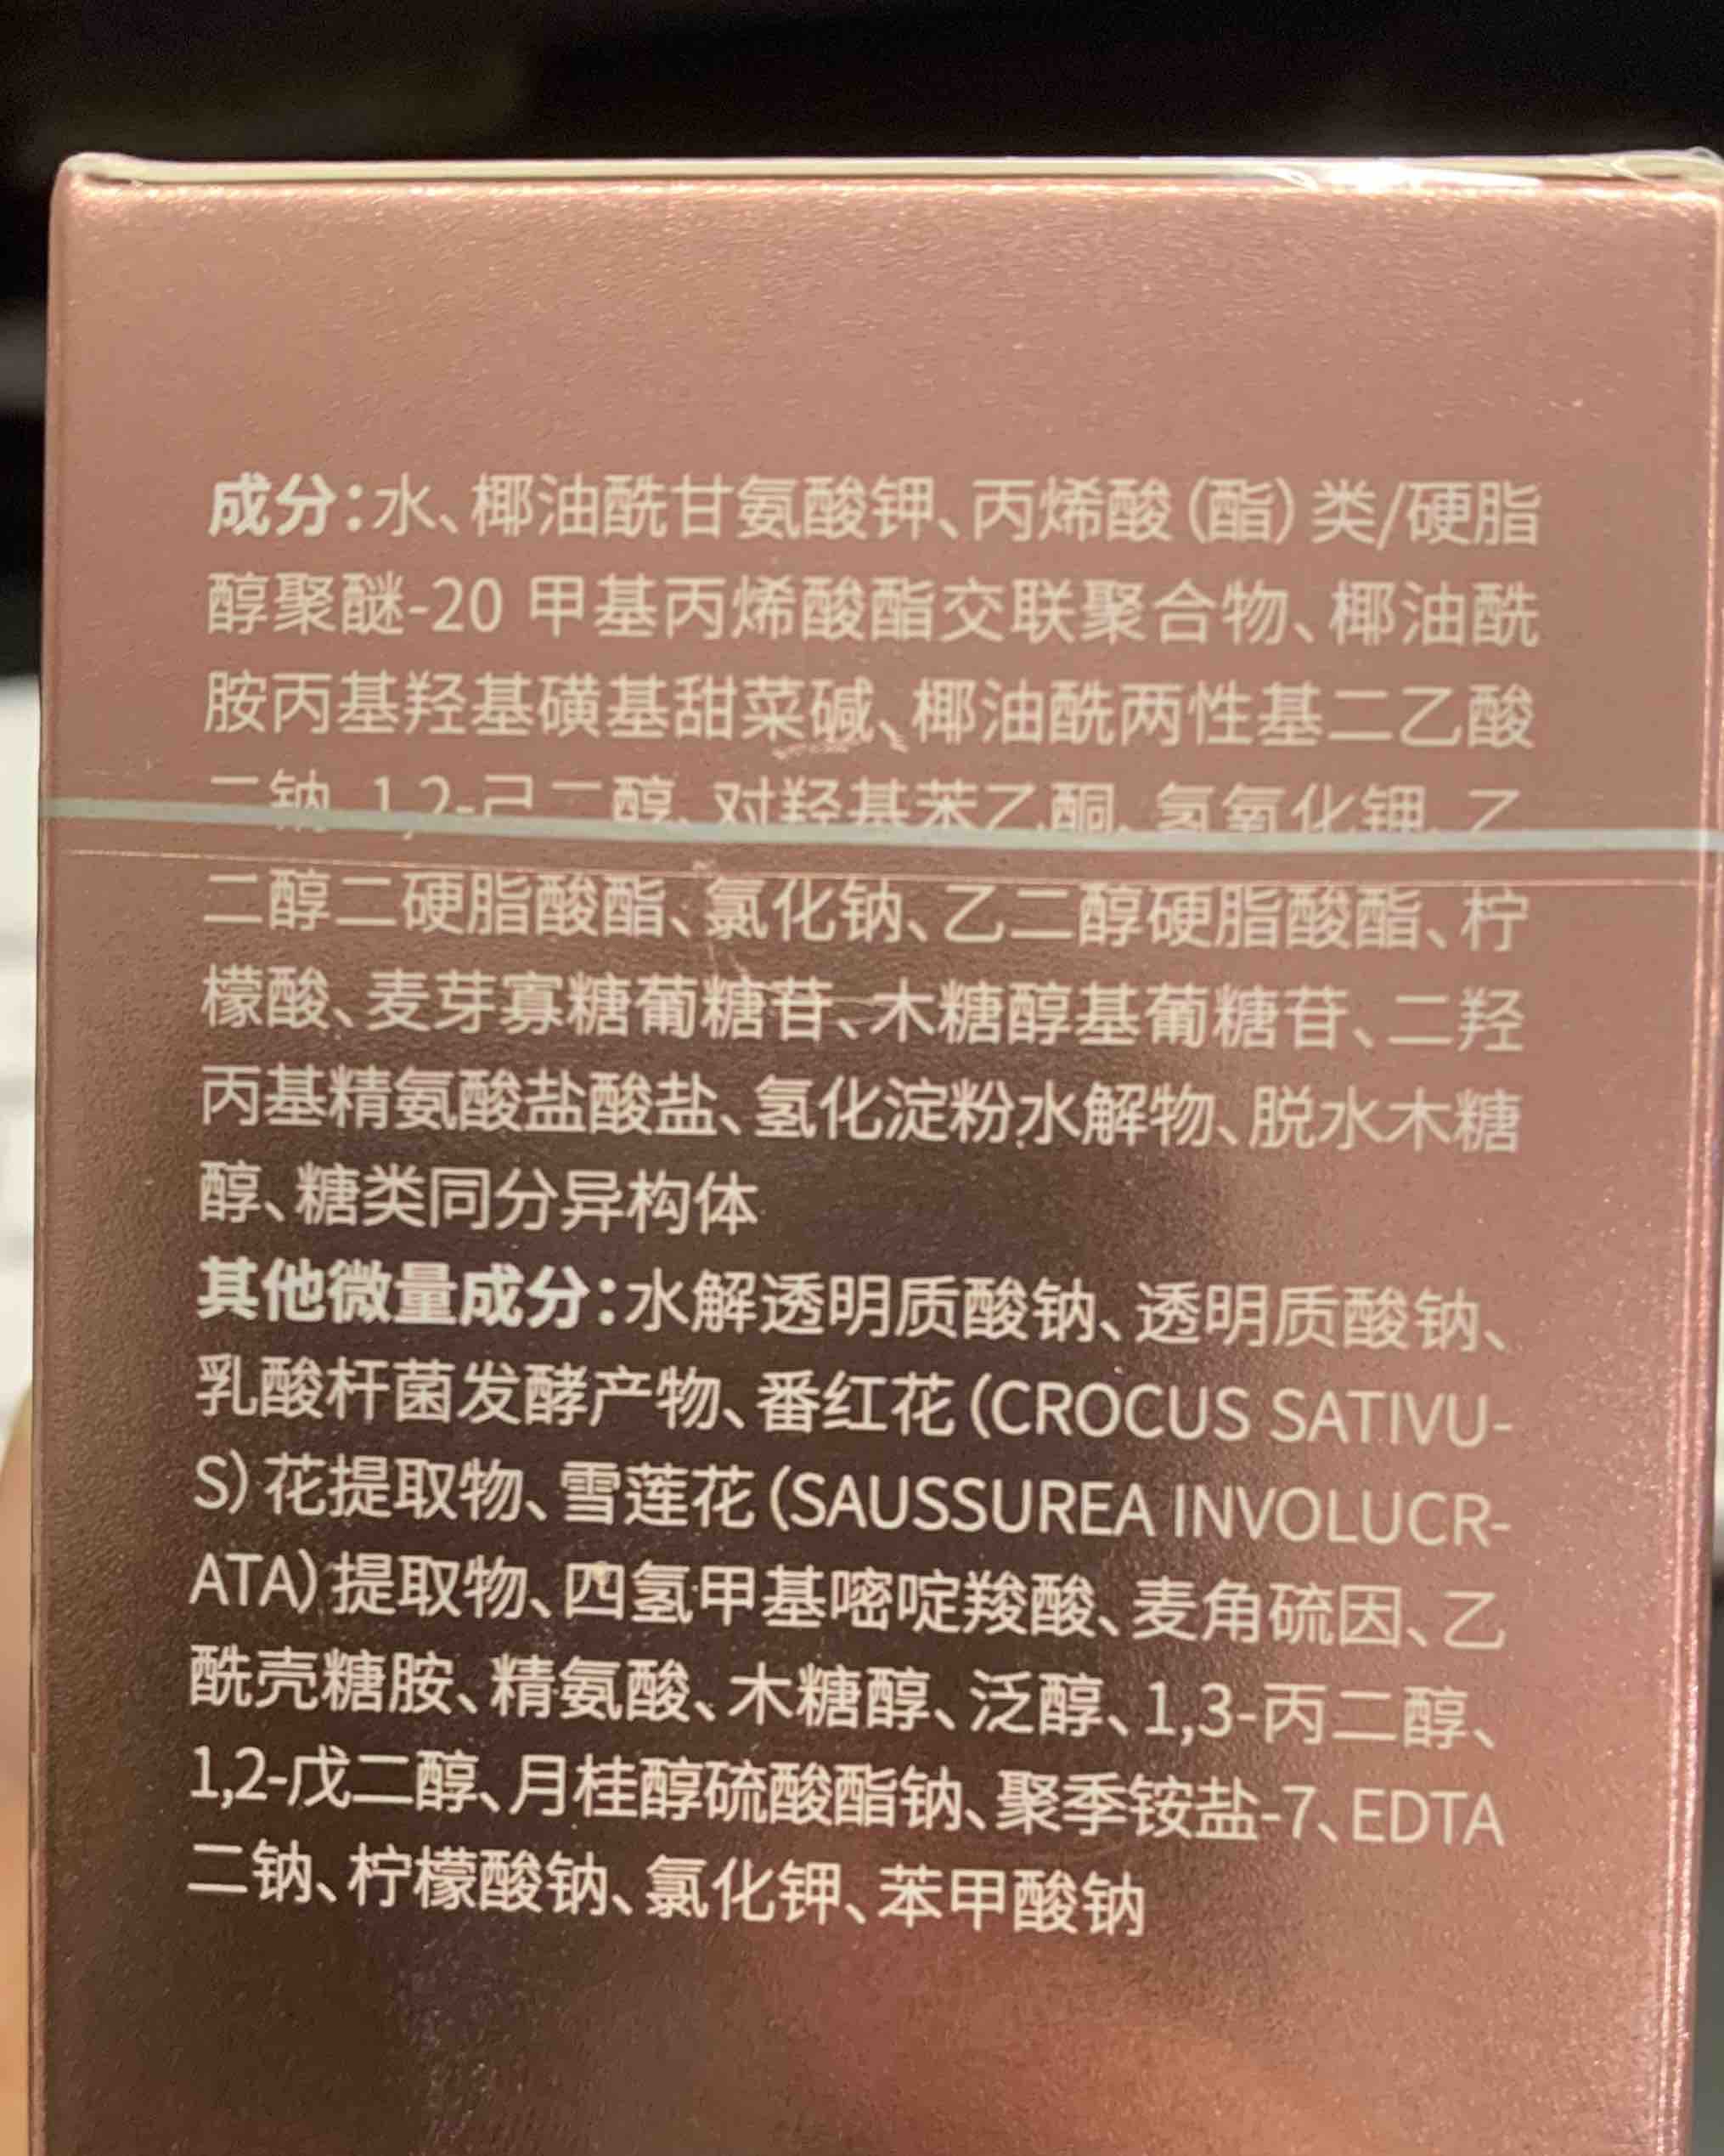 成分：水、椰油酰甘氨酸钾、丙烯酸（酯）类/硬脂
醇聚醚-20 甲基丙烯酸酯交联聚合物、椰油酰
胺丙基羟基磺基甜菜碱、椰油酰两性基二乙酸
二钠、1,2-己二醇、对羟基苯乙酮、氢氧化钾、乙
二醇二硬脂酸酯、氯化钠、乙二醇硬脂酸酯、柠
檬酸、麦芽寡糖葡糖苷、木糖醇基葡糖苷、二羟
丙基精氨酸盐酸盐、氢化淀粉水解物、脱水木糖
醇、糖类同分异构体
其他微量成分：水解透明质酸钠、透明质酸钠、
乳酸杆菌发酵产物、番红花（CROCUS SATIVU-
S）花提取物、雪莲花（SAUSSUREA INVOLUCR-
ATA）提取物、四氢甲基嘧啶羧酸、麦角硫因、乙
酰壳糖胺、精氨酸、木糖醇、泛醇、1,3-丙二醇、
1,2-戊二醇、月桂醇硫酸酯钠、聚季铵盐-7、EDTA
二钠、柠檬酸钠、氯化钾、苯甲酸钠